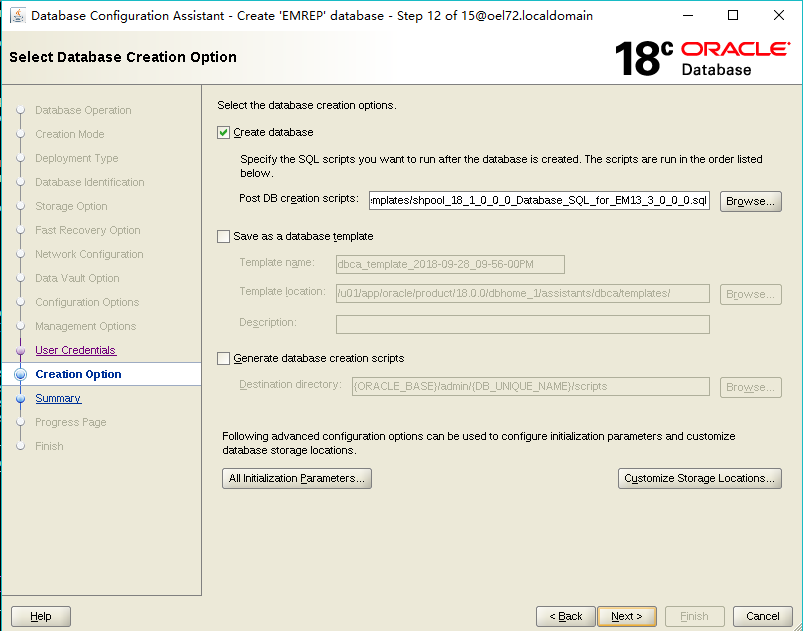 Database Configuration Assistant - Create 'EMREP' database - Step 12 of 15@oel72.localdomain
Select Database Creation Option
18c ORACLE Database
Database Operation
Creation Mode
Deployment Type
Database Identification
Storage Option
Fast Recovery Option
Network Configuration
Data Vault Option
Configuration Options
Management Options
User Credentials
Creation Option
Summary
Progress Page
Finish
Select the database creation options.
Create database
Specify the SQL scripts you want to run after the database is created. The scripts are run in the order listed
below.
Post DB creation scripts: mplates/shpool_18_1_0_0_0_Database_SQL_for_EM13_3_0_0_0.sql Browse...
Save as a database template
Template name: dbca_template_2018-09-28_09-56-00PM
Template location: /u01/app/oracle/product/18.0.0/dbhome_1/assistants/dbca/templates/ Browse...
Description:
Generate database creation scripts
Destination directory: {ORACLE_BASE}/admin/{DB_UNIQUE_NAME}/scripts Browse...
Following advanced configuration options can be used to configure initialization parameters and customize
database storage locations.
All Initialization Parameters... Customize Storage Locations...
Help < Back Next > Finish Cancel